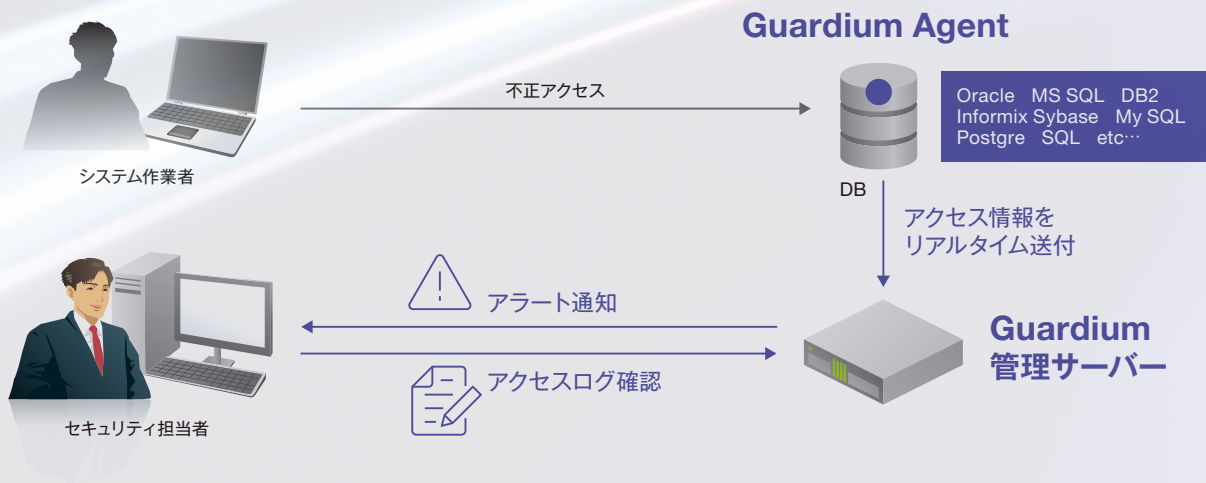 Guardium Agent
不正アクセス
Oracle MS SQL DB2
Informix Sybase My SQL
Postgre SQL etc…
システム作業者
DB
アクセス情報を
リアルタイム送付
アラート通知
Guardium
管理サーバー
アクセスログ確認
セキュリティ担当者